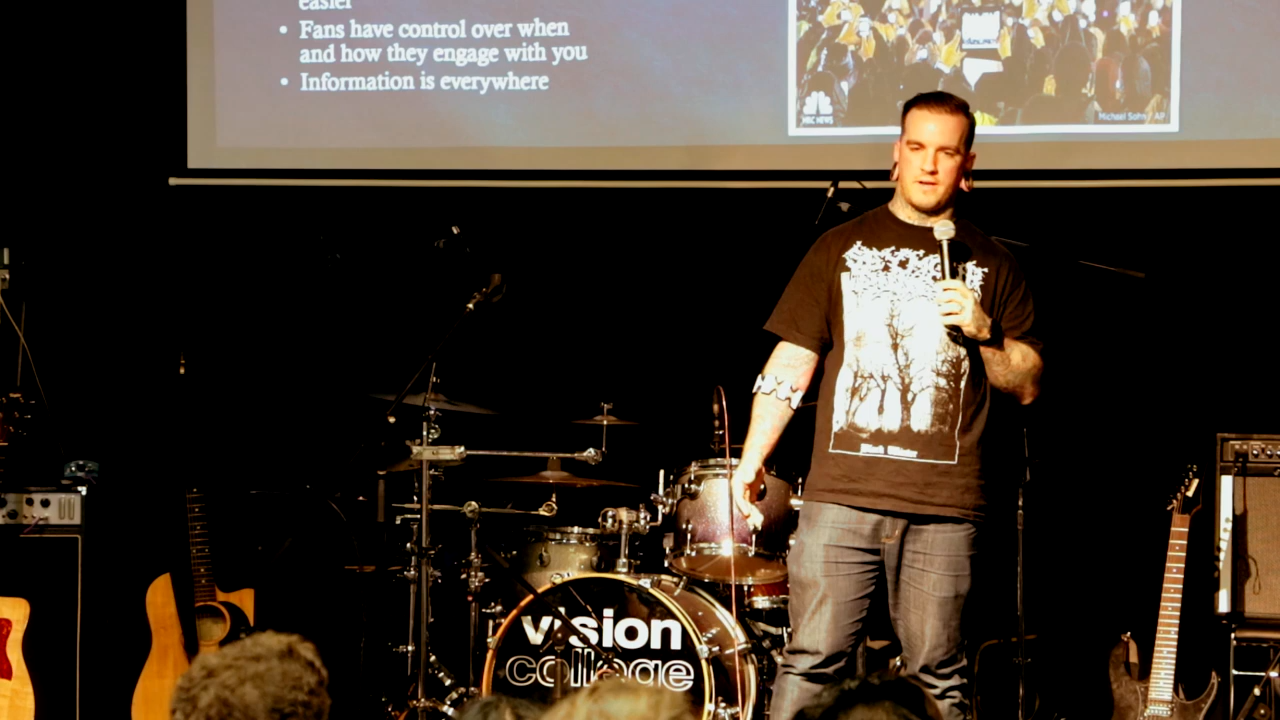 easier
• Fans have control over when
and how they engage with you
• Information is everywhere
NBC NEWS
Michael Sohn / AP
vision
college